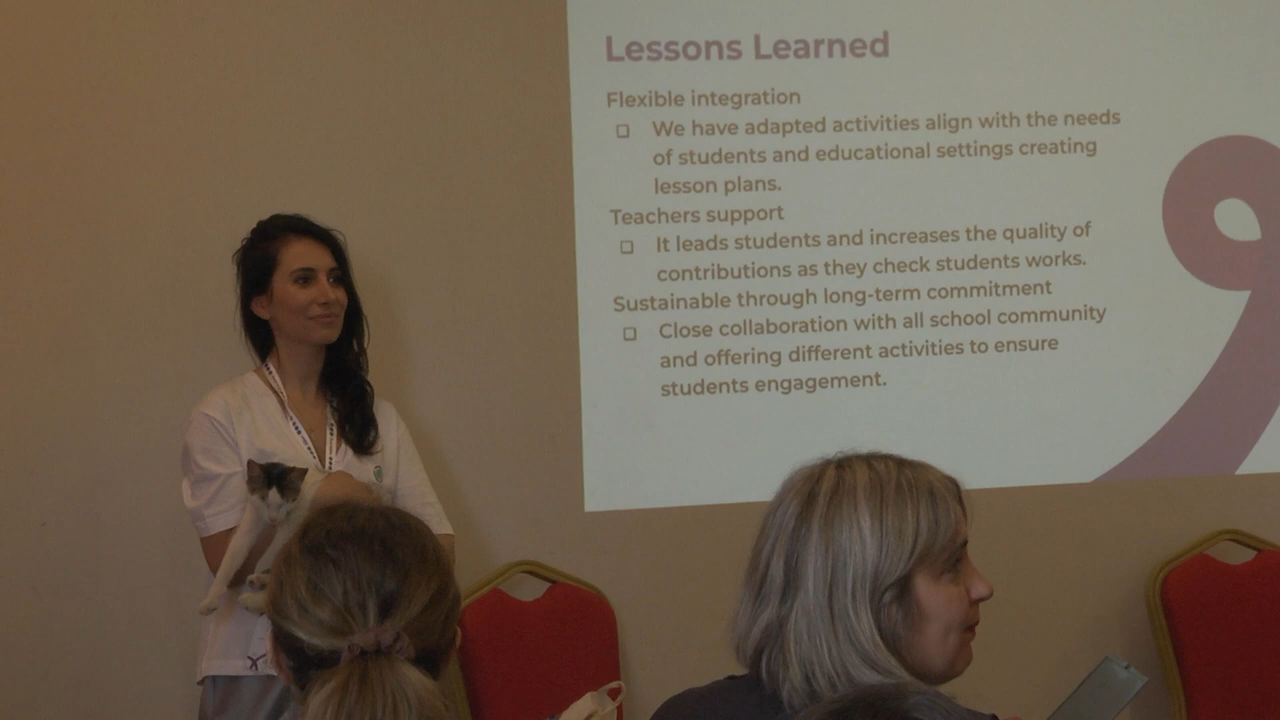 Lessons Learned
Flexible integration
We have adapted activities align with the needs
of students and educational settings creating
lesson plans.
Teachers support
It leads students and increases the quality of
contributions as they check students works.
Sustainable through long-term commitment
Close collaboration with all school community
and offering different activities to ensure
students engagement.